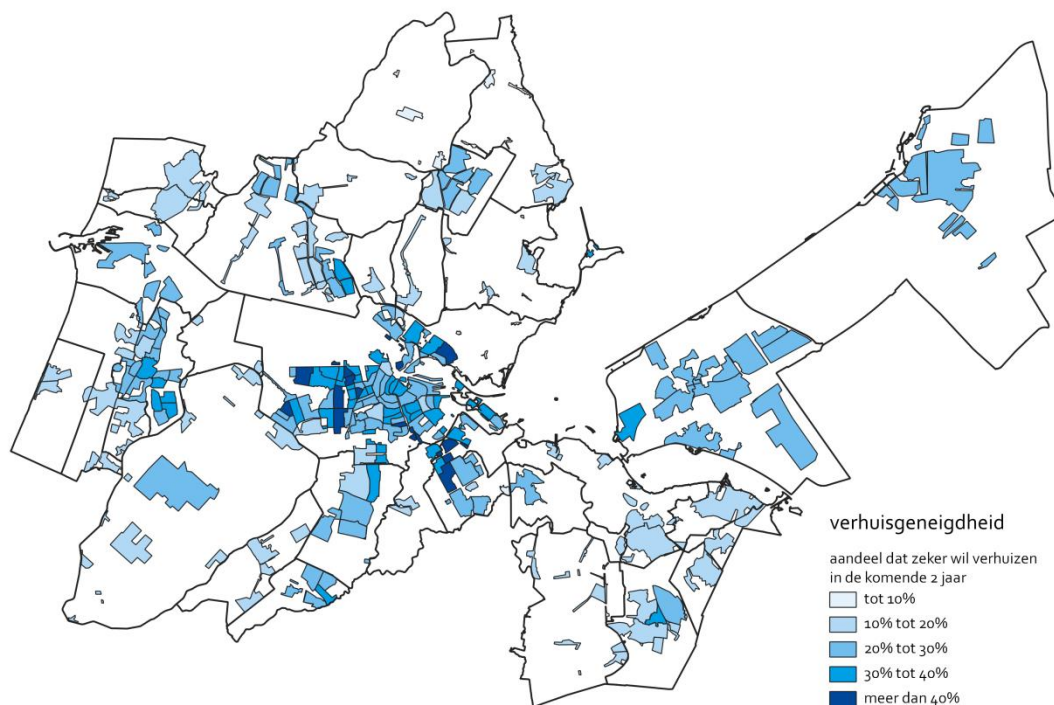 verhuisgeneigdheid
aandeel dat zeker wil verhuizen
in de komende 2 jaar
tot 10%
10% tot 20%
20% tot 30%
30% tot 40%
meer dan 40%